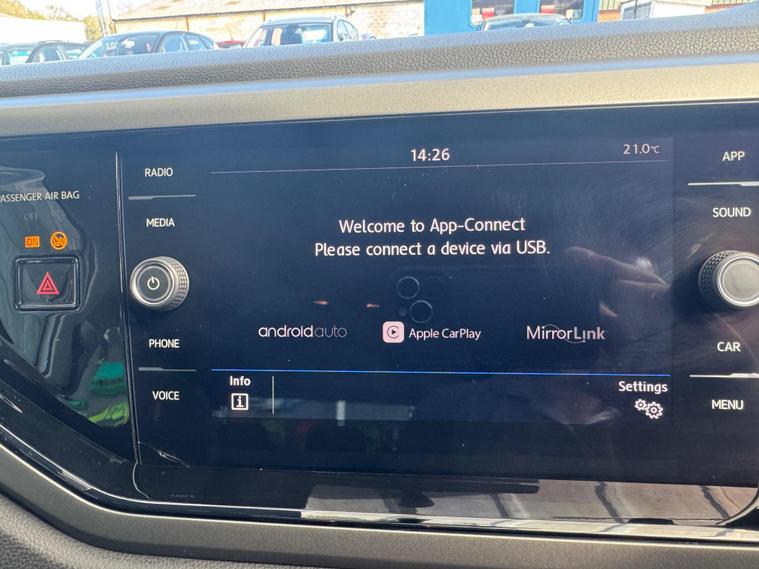 PASSENGER AIR BAG
OFF
ON
RADIO
MEDIA
PHONE
VOICE
14:26
21.0°C
Welcome to App-Connect
Please connect a device via USB.
androidauto
Apple CarPlay
MirrorLink
Info
i
Settings
APP
SOUND
CAR
MENU